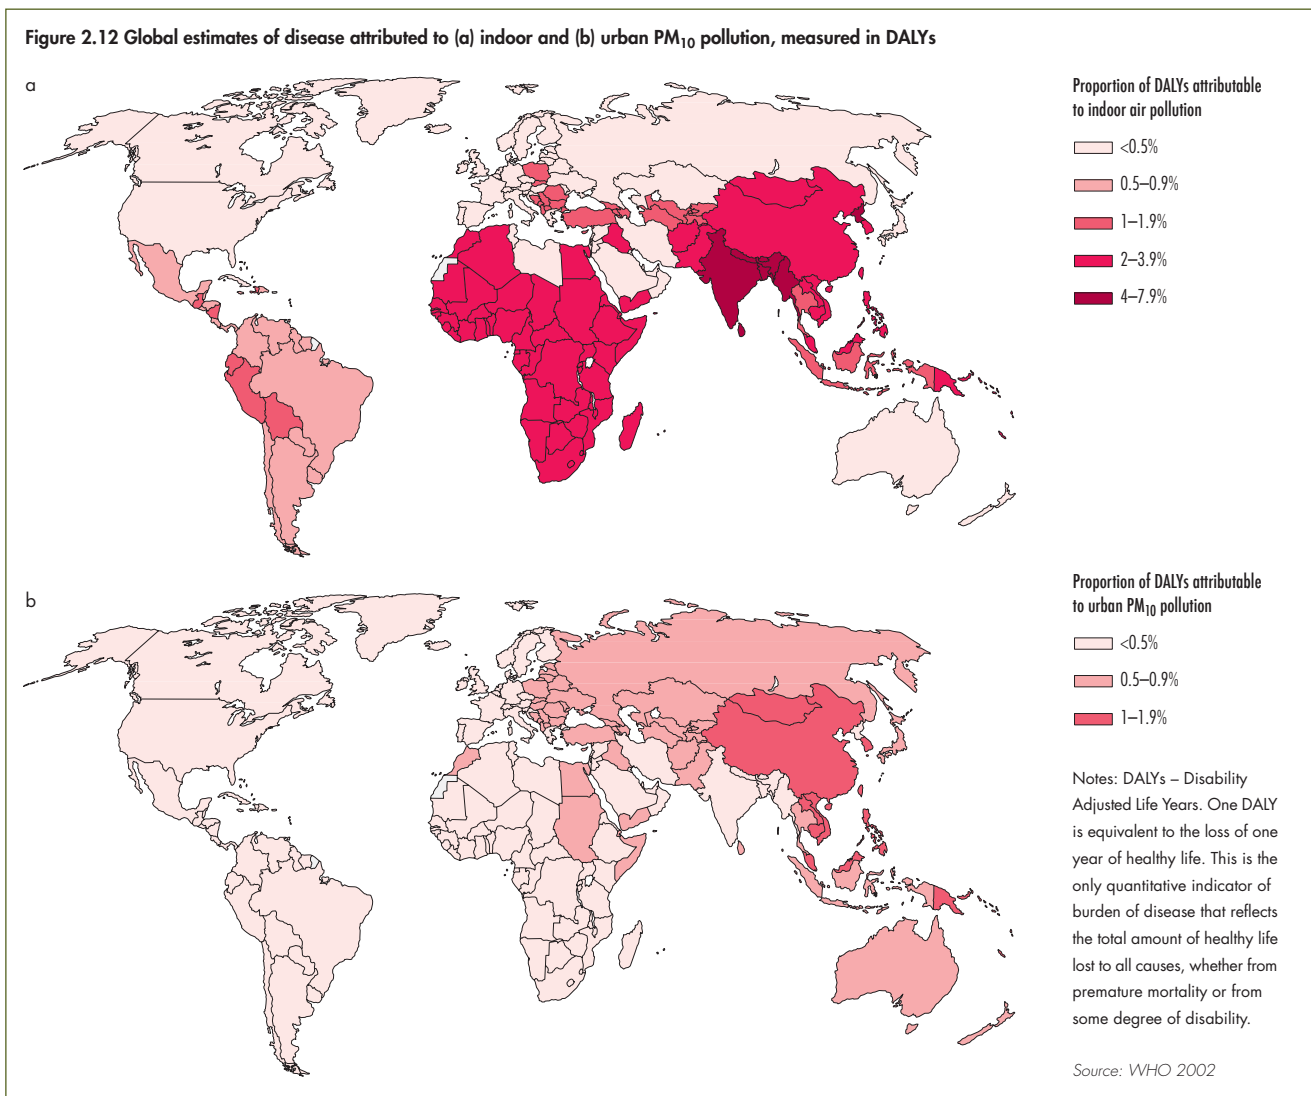 Figure 2.12 Global estimates of disease attributed to (a) indoor and (b) urban PM10 pollution, measured in DALYs
a
Proportion of DALYs attributable
to indoor air pollution
<0.5%
0.5–0.9%
1–1.9%
2–3.9%
4–7.9%
b
Proportion of DALYs attributable
to urban PM10 pollution
<0.5%
0.5–0.9%
1–1.9%
Notes: DALYs – Disability
Adjusted Life Years. One DALY
is equivalent to the loss of one
year of healthy life. This is the
only quantitative indicator of
burden of disease that reflects
the total amount of healthy life
lost to all causes, whether from
premature mortality or from
some degree of disability.
Source: WHO 2002